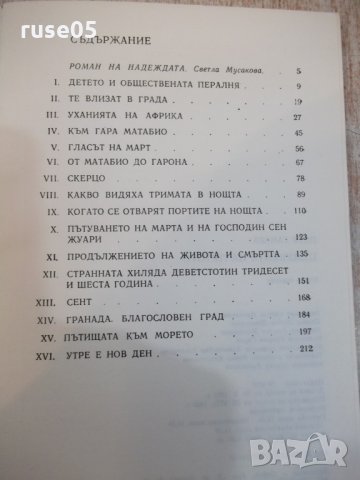 ruse05
СЪДЪРЖАНИЕ
РОМАН НА НАДЕЖДАТА. Светла Мусакова. 5
I. ДЕТЕТО И ОБЩЕСТВЕНАТА ПЕРАЛНЯ . 9
II. ТЕ ВЛИЗАТ В ГРАДА . . . . . 19
III. УХАНИЯТА НА АФРИКА . . . . 27
IV. КЪМ ГАРА МАТАБИО . . . . . 45
V. ГЛАСЪТ НА МАРТ . . . . . . 56
VI. ОТ МАТАБИО ДО ГАРОНА . . . . 67
VII. СКЕРЦО . . . . . . . . 78
VIII. КАКВО ВИДЯХА ТРИМАТА В НОЩТА . 89
IX. КОГАТО СЕ ОТВАРЯТ ПОРТИТЕ НА НОЩТА . 110
X. ПЪТУВАНЕТО НА МАРТА И НА ГОСПОДИН СЕН
ЖУАРИ . . . . . . . . 123
XI. ПРОДЪЛЖЕНИЕТО НА ЖИВОТА И СМЪРТТА . 135
XII. СТРАННАТА ХИЛЯДА ДЕВЕТСТОТИН ТРИДЕСЕТ
И ШЕСТА ГОДИНА . . . . . . 151
XIII. СЕНТ . . . . . . . . . 168
XIV. ГРАНАДА. БЛАГОСЛОВЕН ГРАД . . . 184
XV. ПЪТИЩАТА КЪМ МОРЕТО . . . . 197
XVI. УТРЕ Е НОВ ДЕН . . . . . . 212
BAZAR